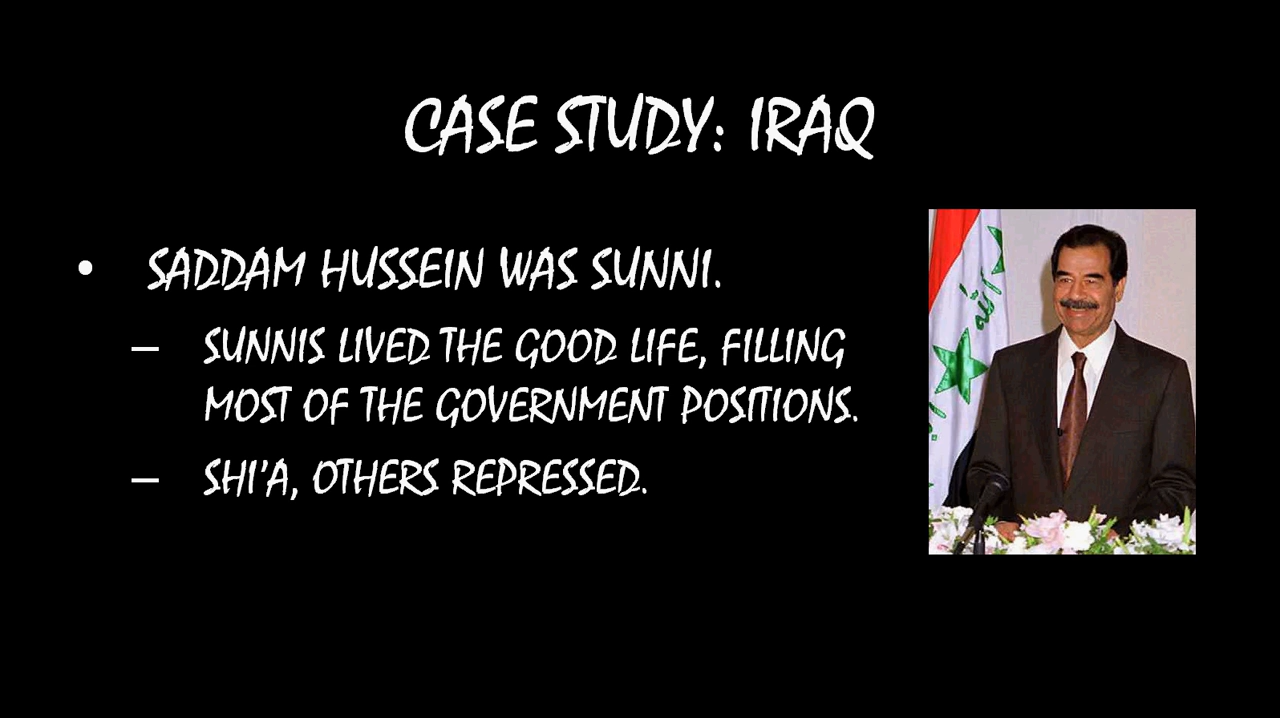 CASE STUDY: IRAQ
• SADDAM HUSSEIN WAS SUNNI.
– SUNNIS LIVED THE GOOD LIFE, FILLING
MOST OF THE GOVERNMENT POSITIONS.
– SHI'A, OTHERS REPRESSED.
الله